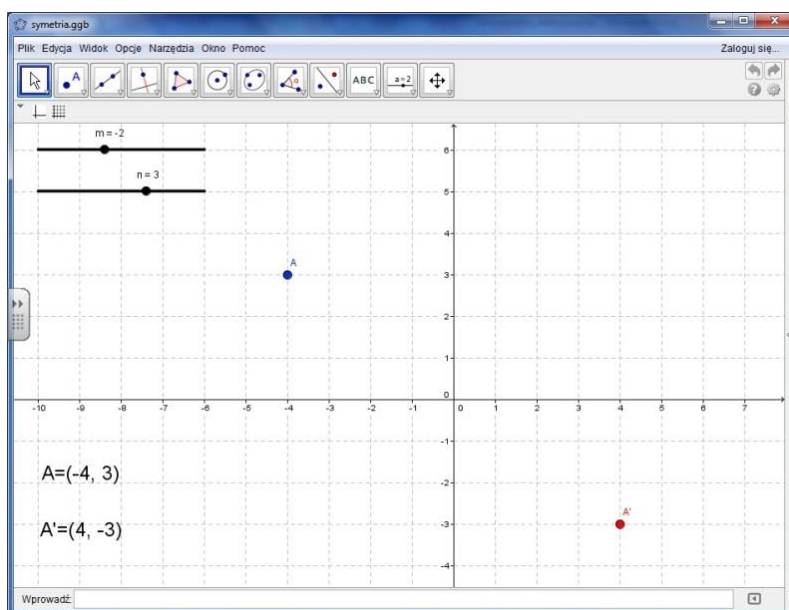 symetria.ggb
Plik Edycja Widok Opcje Narzędzia Okno Pomoc
Zaloguj się...
A
α
ABC
a=2
m = -2
n = 3
6
5
4
A
3
2
1
0
-10 -9 -8 -7 -6 -5 -4 -3 -2 -1 0 1 2 3 4 5 6 7
-1
A=(-4, 3)
-2
A'
A'=(4, -3)
-3
-4
Wprowadź: